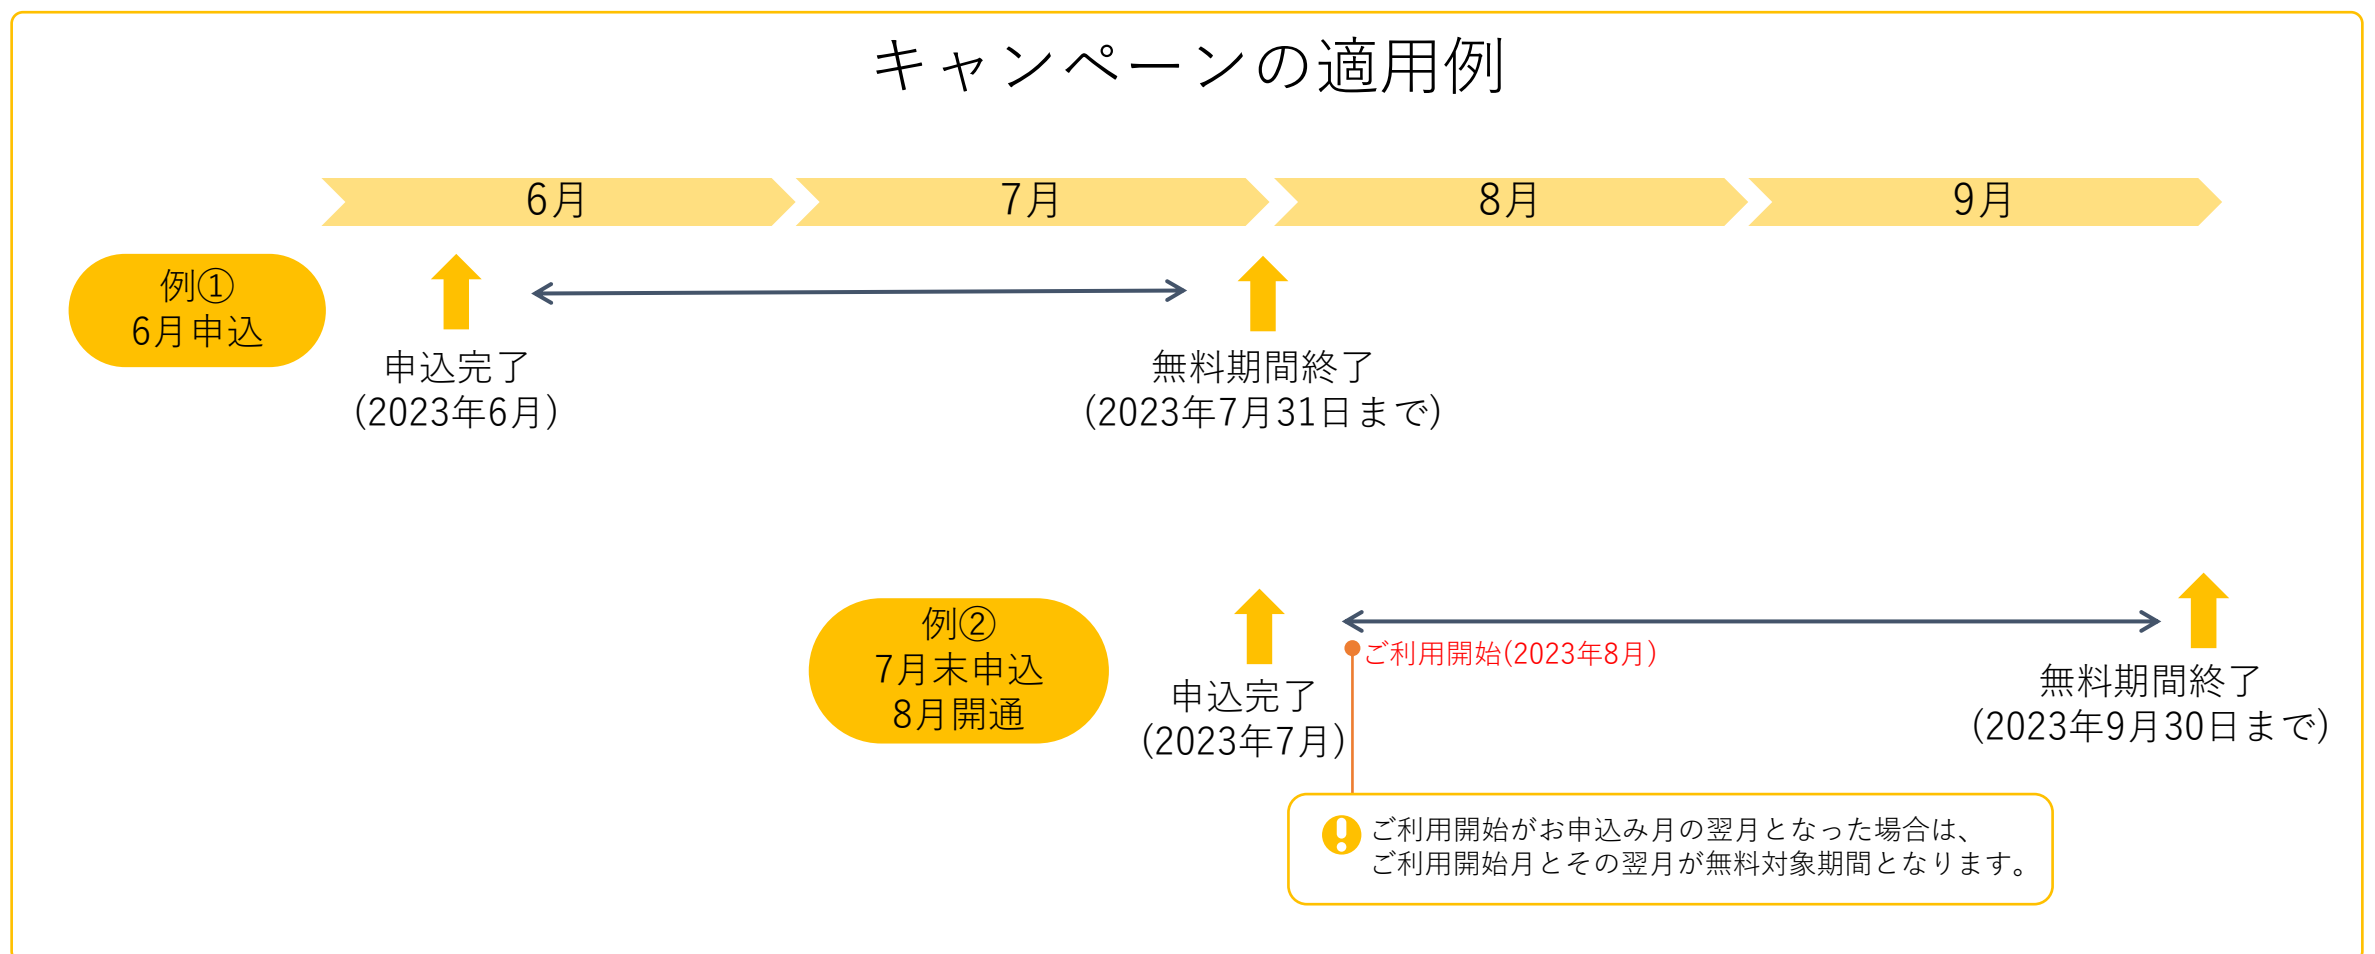 キャンペーンの適用例
6月
7月
8月
9月
例①
6月申込
申込完了
(2023年6月)
無料期間終了
(2023年7月31日まで)
例②
7月末申込
8月開通
申込完了
(2023年7月)
ご利用開始(2023年8月)
無料期間終了
(2023年9月30日まで)
ご利用開始がお申込み月の翌月となった場合は、
ご利用開始月とその翌月が無料対象期間となります。